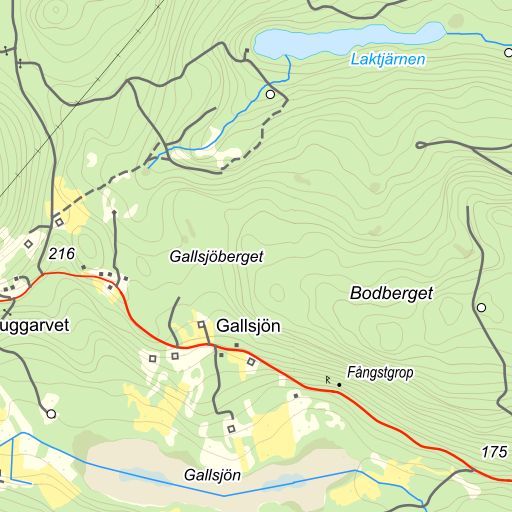 Laktjärnen
216
Gallsjöberget
Bodberget
uggarvet
Gallsjön
Fångstgrop
R
175
Gallsjön